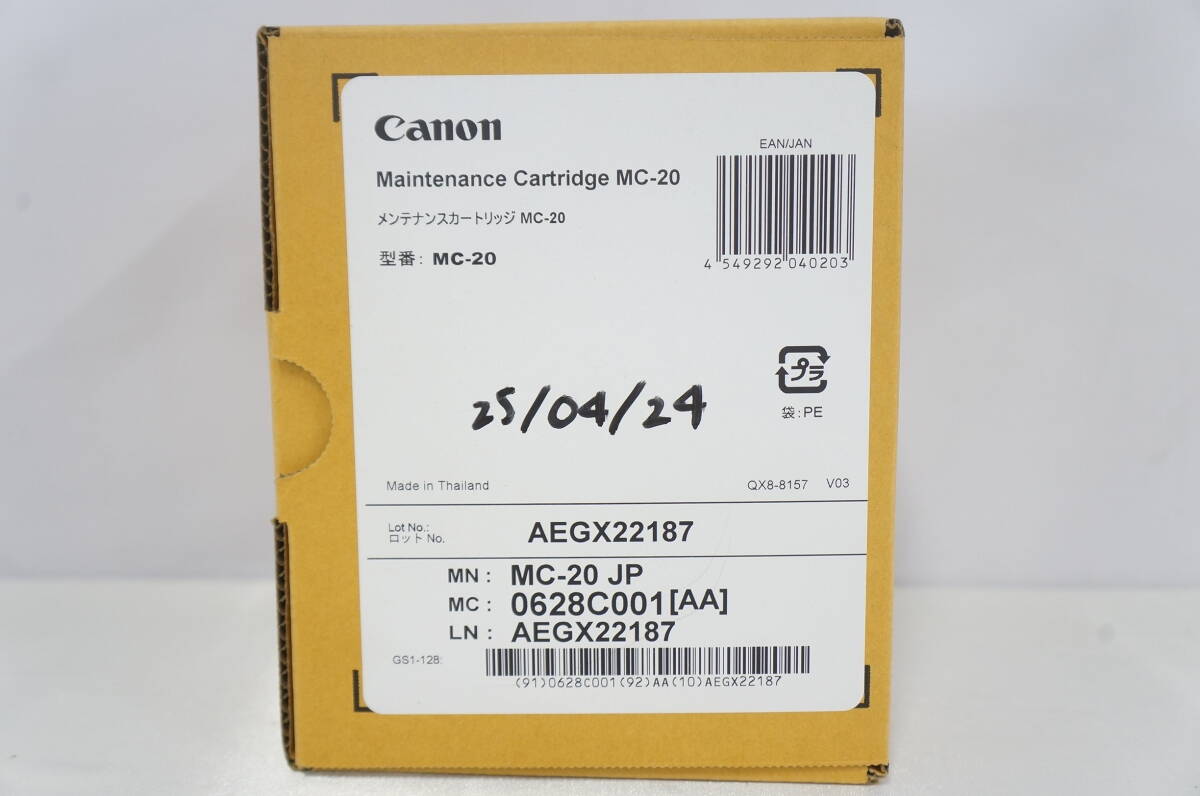 Canon
EAN/JAN
Maintenance Cartridge MC-20
メンテナンスカートリッジ MC-20
型番: MC-20
4 549292 040203
プラ
袋:PE
25/04/24
Made in Thailand
QX8-8157 V03
Lot No.:
ロット No.
AEGX22187
MN: MC-20 JP
MC: 0628C001[AA]
LN: AEGX22187
GS1-128:
(91)0628C001(92)AA(10)AEGX22187